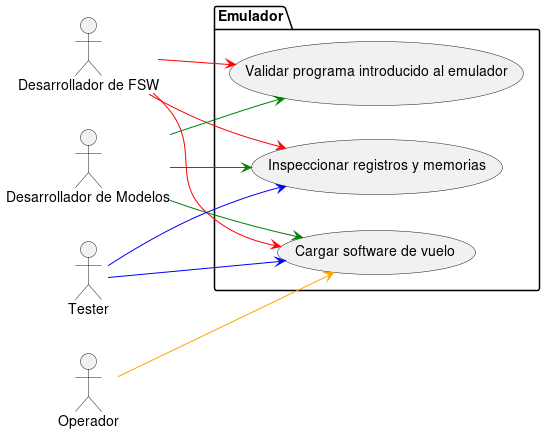 Emulador
Desarrollador de FSW
Validar programa introducido al emulador
Desarrollador de Modelos
Inspeccionar registros y memorias
Tester
Cargar software de vuelo
Operador